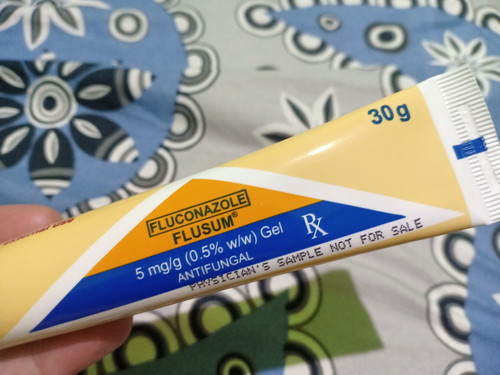 30g
FLUCONAZOLE
FLUSUM®
5 mg/g (0.5% w/w) Gel Rx
ANTIFUNGAL
PHYSICIAN'S SAMPLE NOT FOR SALE